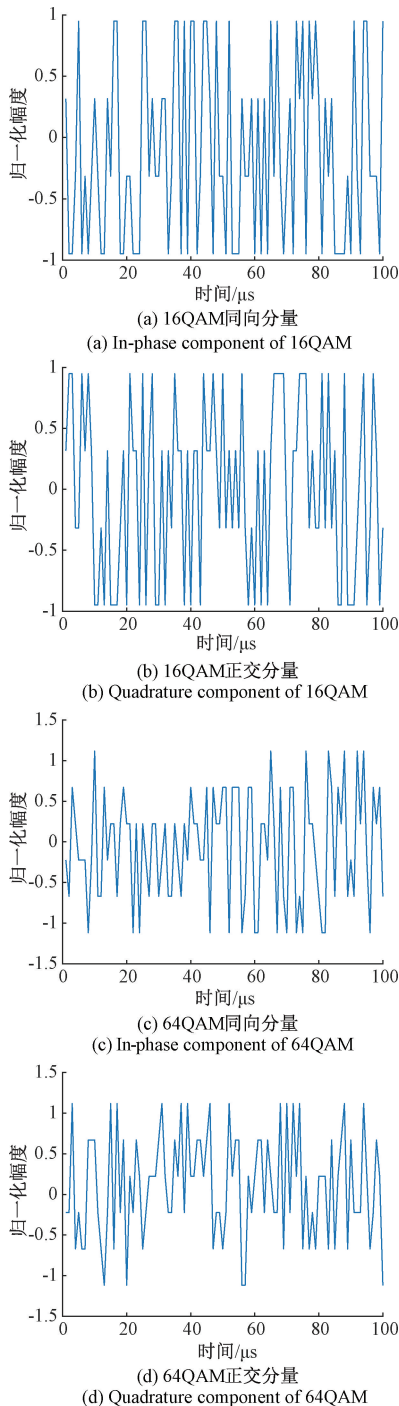 1
0.5
0
-0.5
-1
归一化幅度
0 20 40 60 80 100
时间/μs
(a) 16QAM同向分量
(a) In-phase component of 16QAM
1
0.5
0
-0.5
-1
归一化幅度
0 20 40 60 80 100
时间/μs
(b) 16QAM正交分量
(b) Quadrature component of 16QAM
1.5
1
0.5
0
-0.5
-1
-1.5
归一化幅度
0 20 40 60 80 100
时间/μs
(c) 64QAM同向分量
(c) In-phase component of 64QAM
1.5
1
0.5
0
-0.5
-1
-1.5
归一化幅度
0 20 40 60 80 100
时间/μs
(d) 64QAM正交分量
(d) Quadrature component of 64QAM